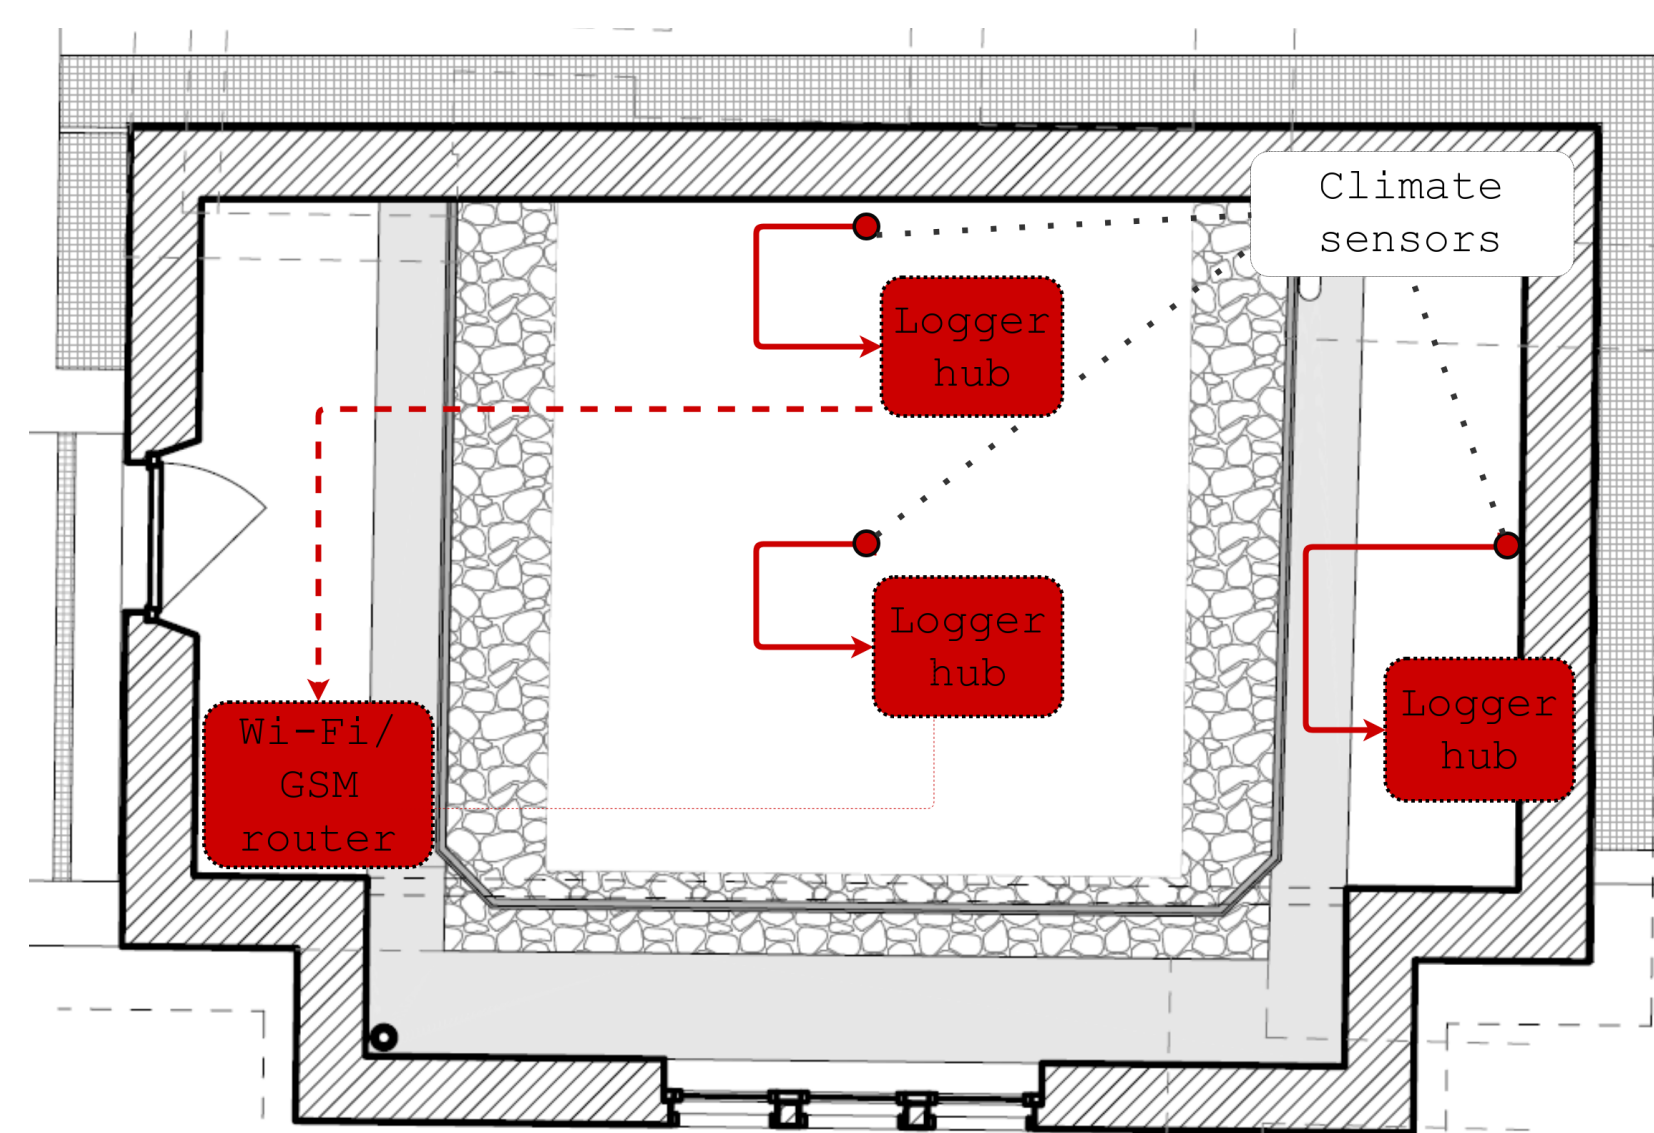 Climate
sensors
Logger
hub
Logger
hub
Logger
hub
Wi-Fi/
GSM
router